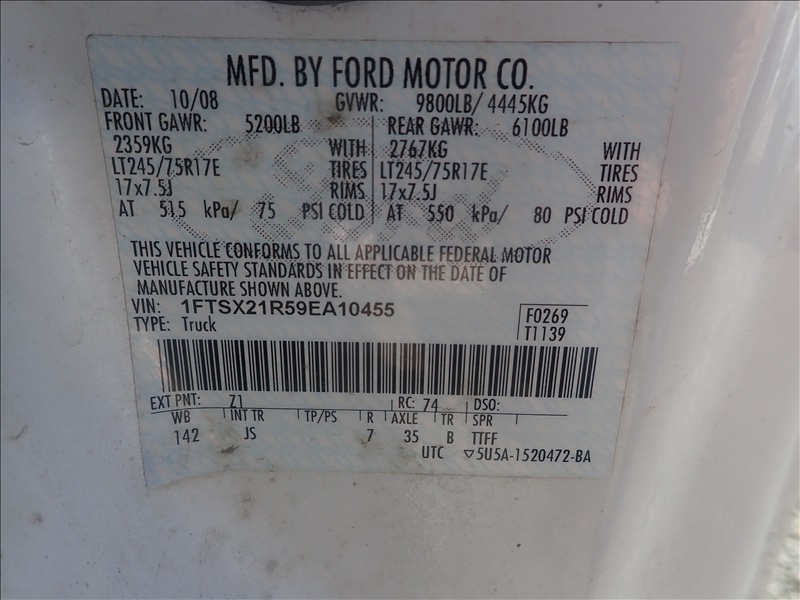 MFD. BY FORD MOTOR CO.
DATE: 10/08 GVWR: 9800LB/ 4445KG
FRONT GAWR: 5200LB REAR GAWR: 6100LB
2359KG WITH 2767KG WITH
LT245/75R17E TIRES LT245/75R17E TIRES
17x7.5J RIMS 17x7.5J RIMS
AT 515 kPa/ 75 PSI COLD AT 550 kPa/ 80 PSI COLD
THIS VEHICLE CONFORMS TO ALL APPLICABLE FEDERAL MOTOR
VEHICLE SAFETY STANDARDS IN EFFECT ON THE DATE OF
MANUFACTURE SHOWN ABOVE.
VIN: 1FTSX21R59EA10455 F0269
TYPE: Truck T1139
EXT PNT: Z1 RC: 74 DSO:
WB INT TR TP/PS R AXLE TR SPR
142 JS 7 35 B TTFF
UTC ▽5U5A-1520472-BA